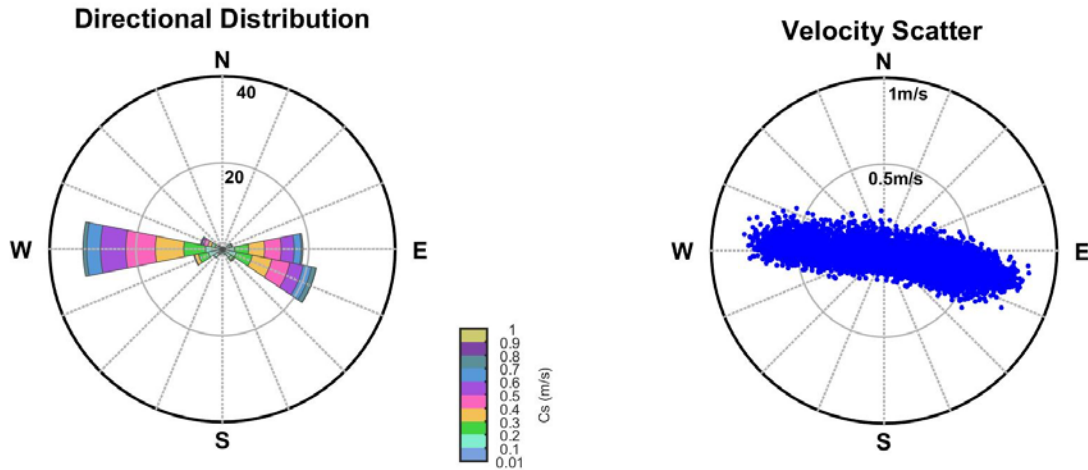 Directional Distribution
N
40
20
W
E
S
1
0.9
0.8
0.7
0.6
0.5
0.4
0.3
0.2
0.1
0.01
Cs (m/s)
Velocity Scatter
N
1m/s
0.5m/s
W
E
S